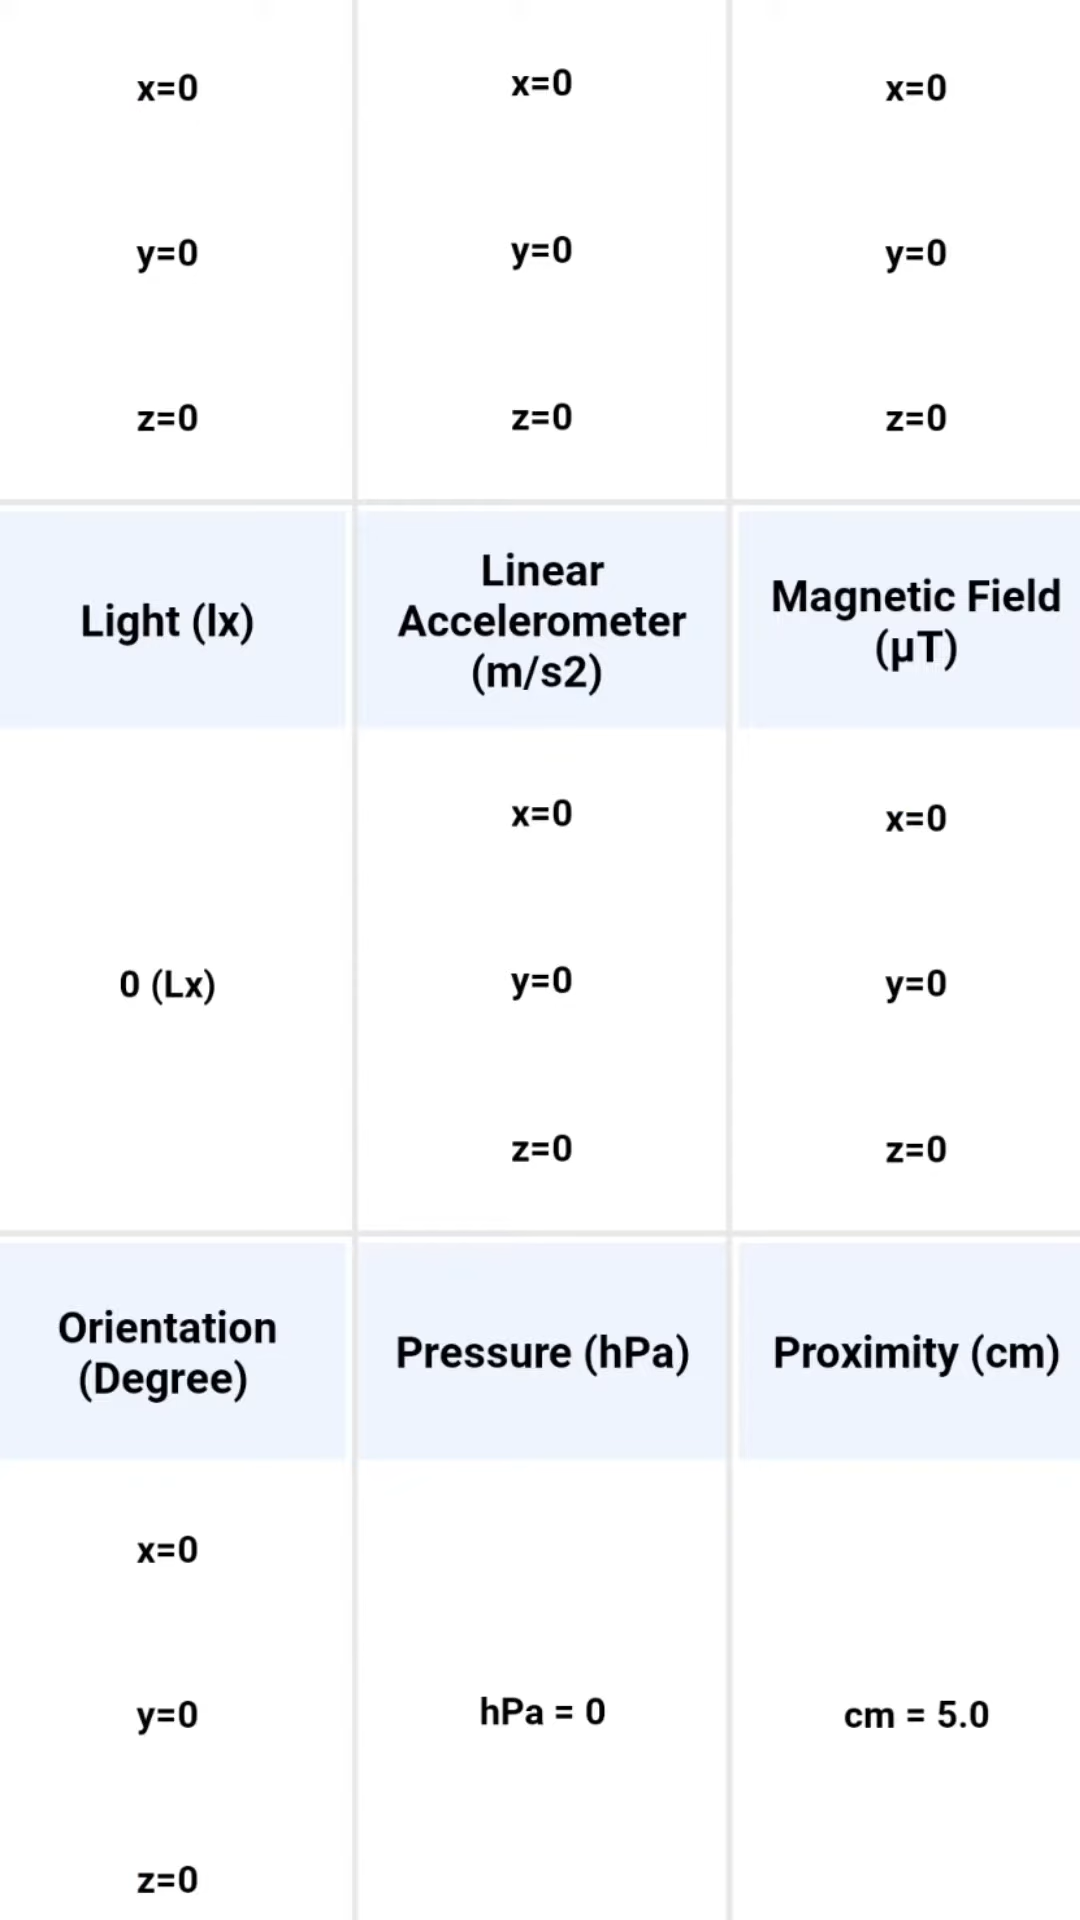 x=0 x=0 x=0
y=0 y=0 y=0
z=0 z=0 z=0
Light (lx)
Linear
Accelerometer
(m/s2)
Magnetic Field
(µT)
x=0 x=0
0 (Lx) y=0 y=0
z=0 z=0
Orientation
(Degree)
Pressure (hPa)
Proximity (cm)
x=0
y=0 hPa = 0 cm = 5.0
z=0